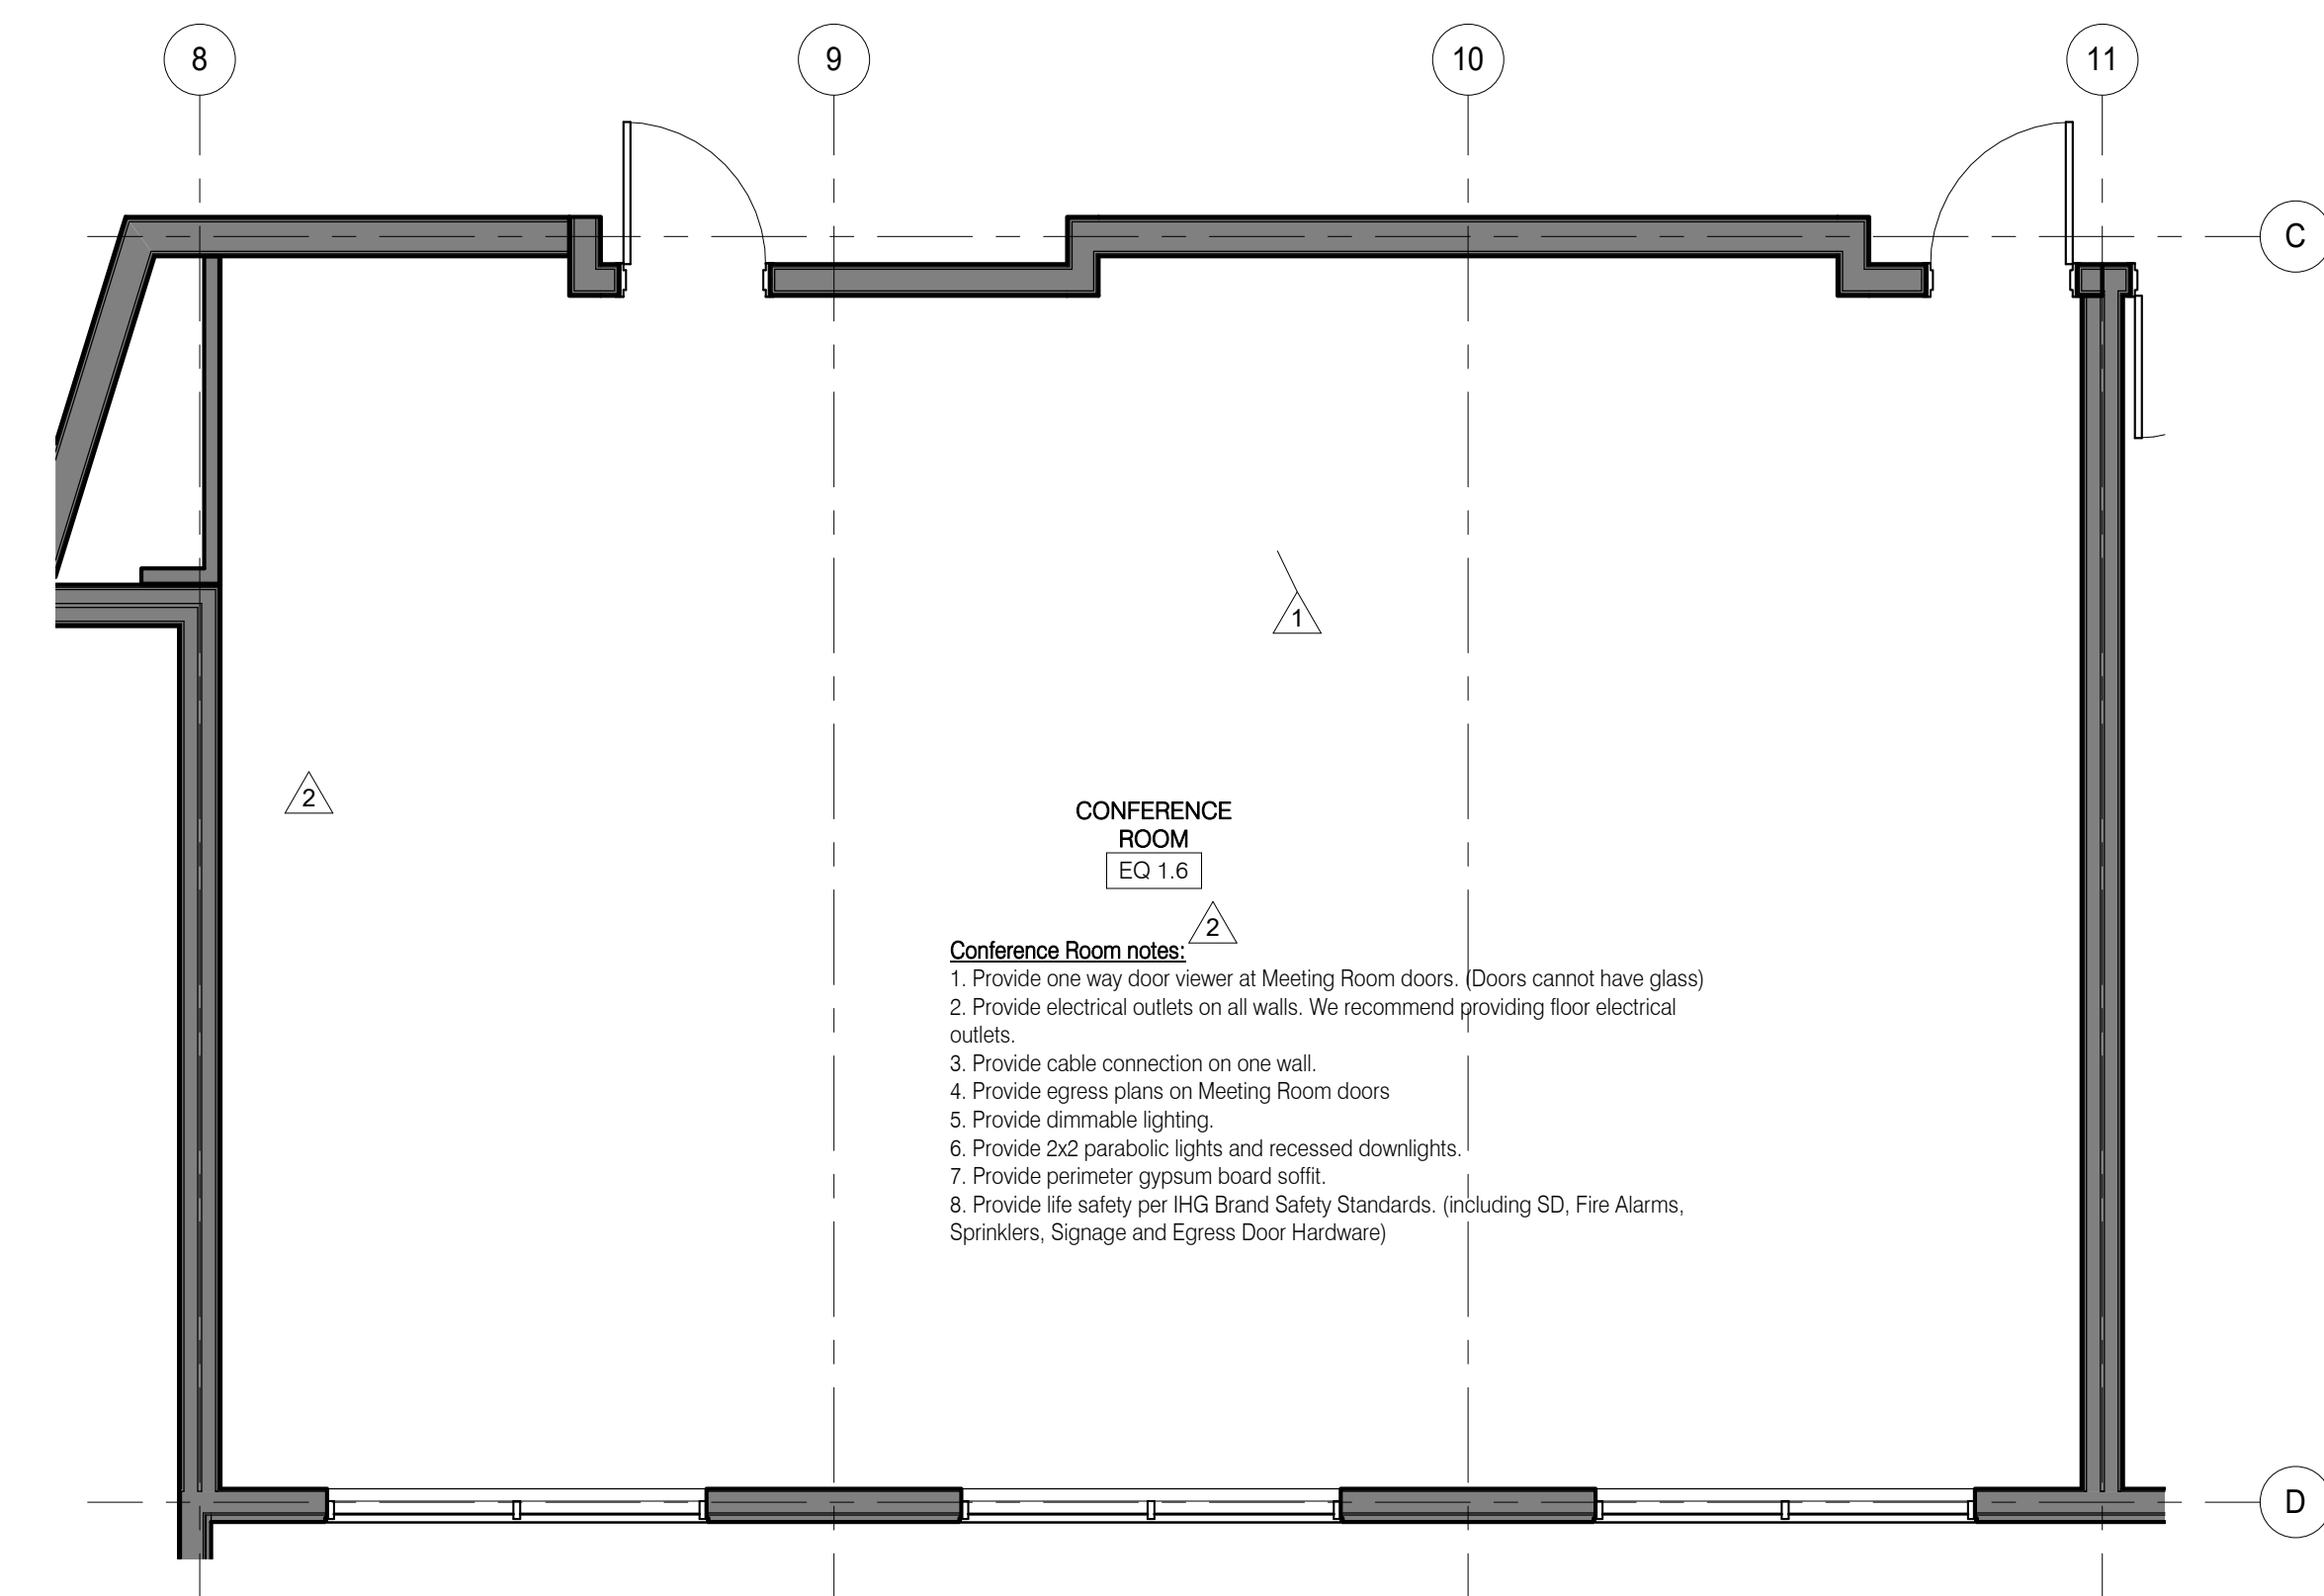 8
9
10
11
C
1
2
CONFERENCE
ROOM
EQ 1.6
2
Conference Room notes:
1. Provide one way door viewer at Meeting Room doors. (Doors cannot have glass)
2. Provide electrical outlets on all walls. We recommend providing floor electrical
outlets.
3. Provide cable connection on one wall.
4. Provide egress plans on Meeting Room doors
5. Provide dimmable lighting.
6. Provide 2x2 parabolic lights and recessed downlights.
7. Provide perimeter gypsum board soffit.
8. Provide life safety per IHG Brand Safety Standards. (including SD, Fire Alarms,
Sprinklers, Signage and Egress Door Hardware)
D